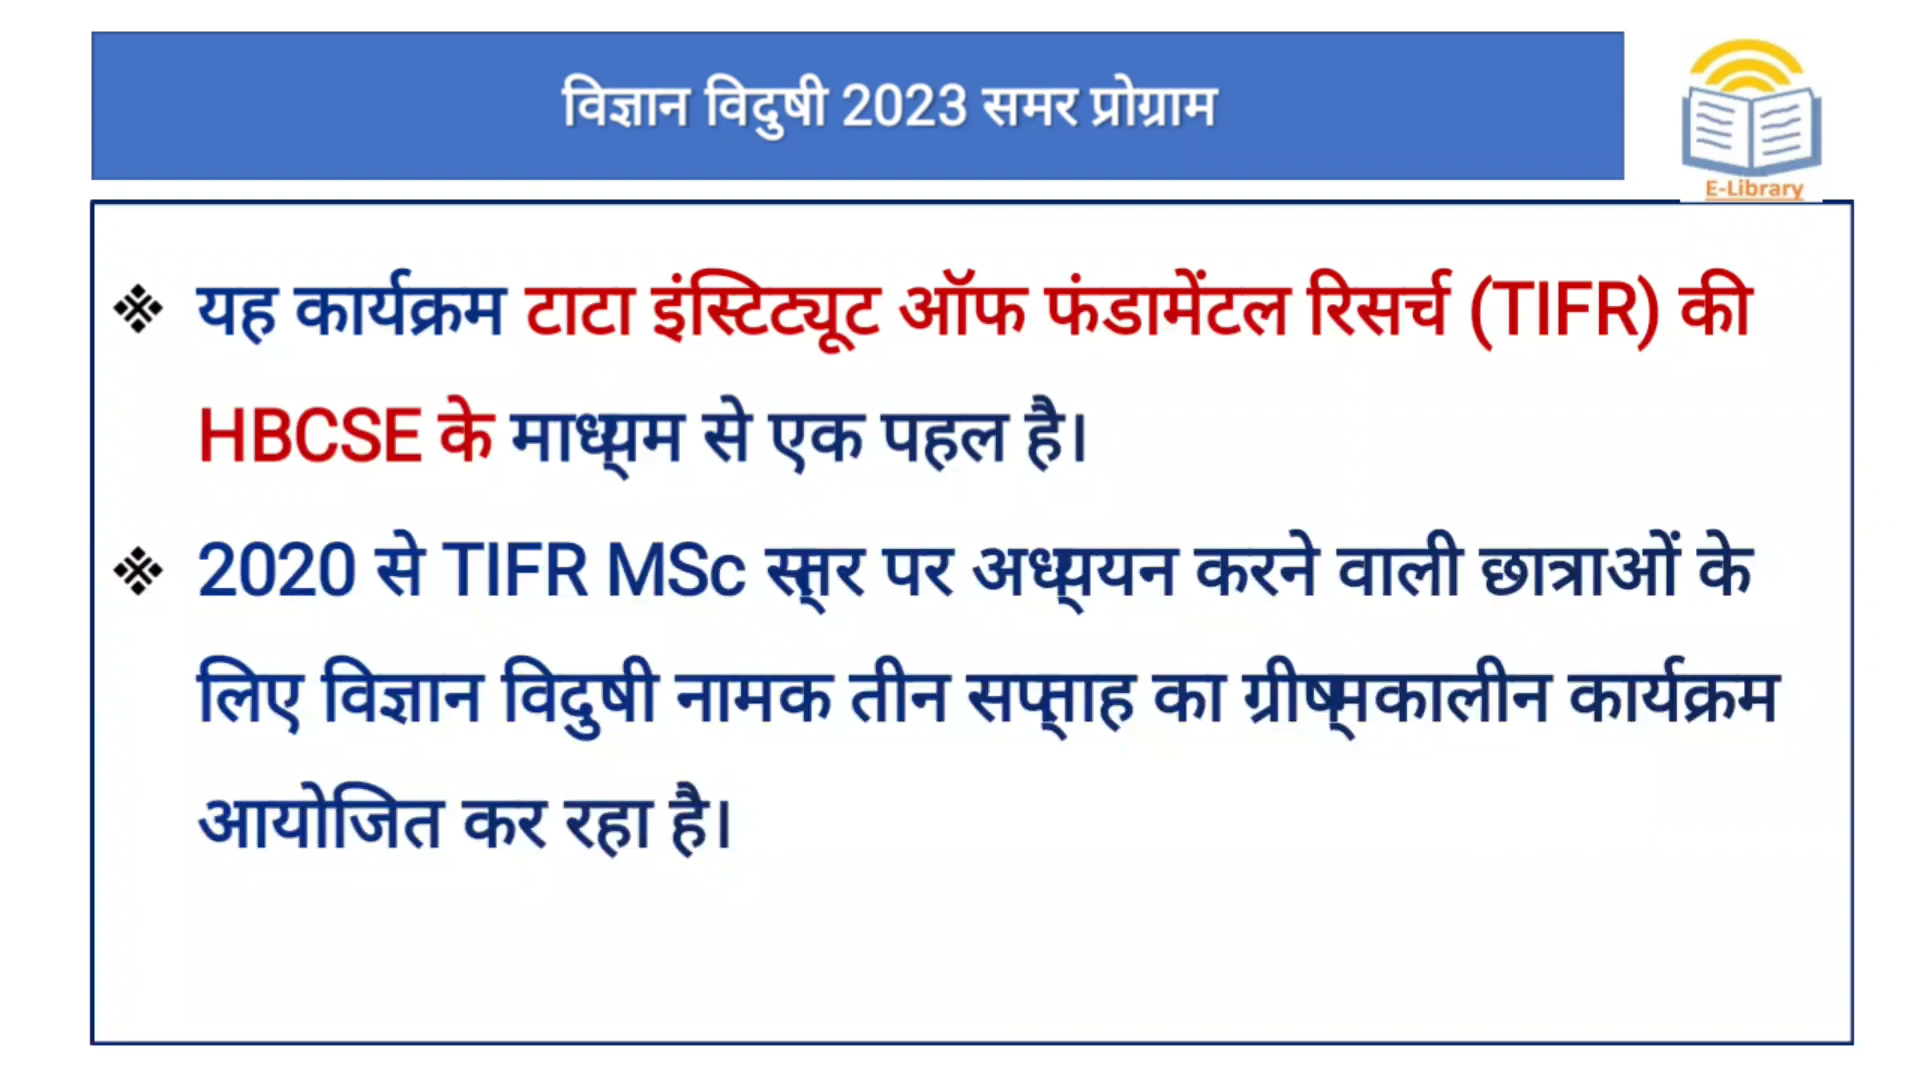 विज्ञान विदुषी 2023 समर प्रोग्राम
E-Library
❖ यह कार्यक्रम टाटा इंस्टिट्यूट ऑफ फंडामेंटल रिसर्च (TIFR) की
HBCSE के माध्यम से एक पहल है।
❖ 2020 से TIFR MSc स्तर पर अध्ययन करने वाली छात्राओं के
लिए विज्ञान विदुषी नामक तीन सप्ताह का ग्रीष्मकालीन कार्यक्रम
आयोजित कर रहा है।